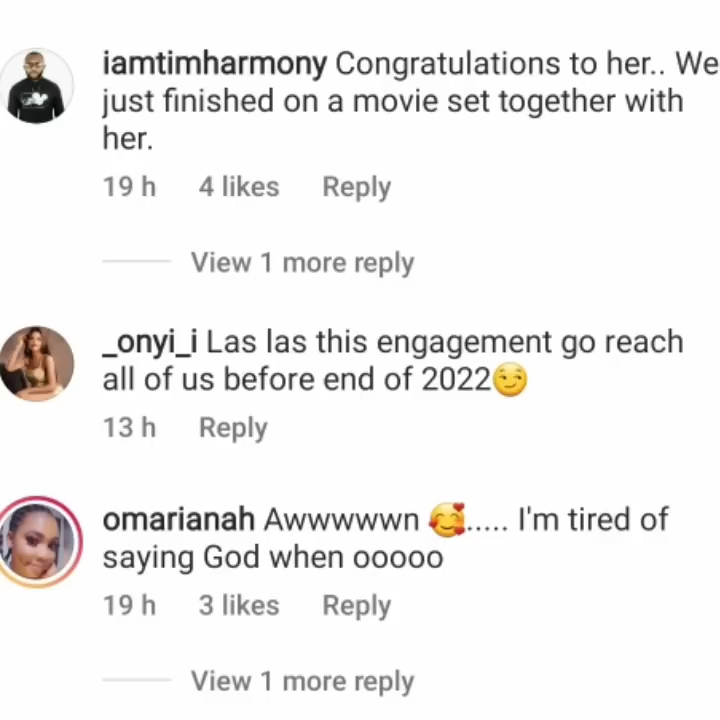 iamtimharmony Congratulations to her.. We
just finished on a movie set together with
her.
19 h 4 likes Reply
View 1 more reply
_onyi_i Las las this engagement go reach
all of us before end of 2022😏
13 h Reply
omarianah Awwwwwn 🥰..... I'm tired of
saying God when ooooo
19 h 3 likes Reply
View 1 more reply